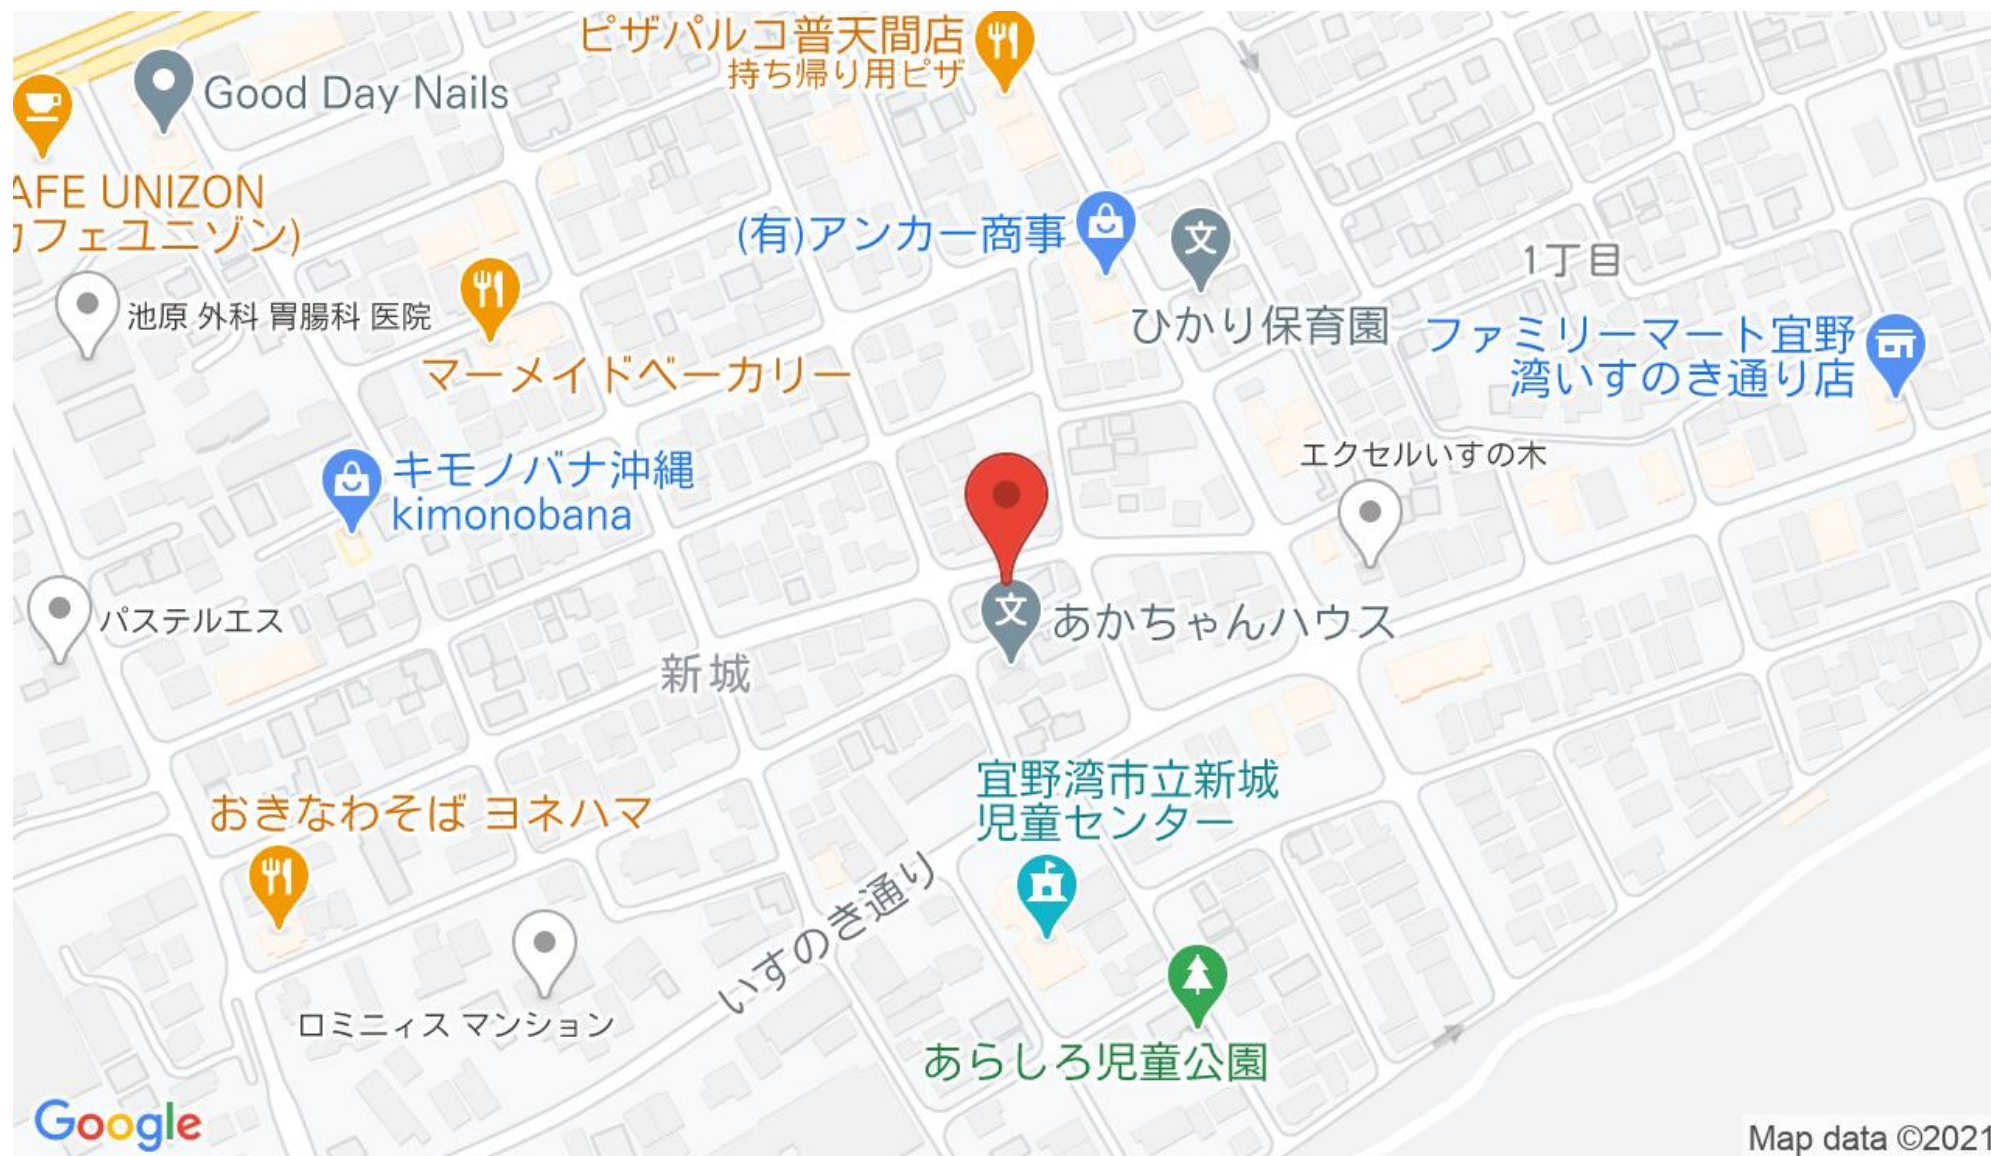 ピザパルコ普天間店
持ち帰り用ピザ
Good Day Nails
AFE UNIZON
カフェユニゾン)
(有)アンカー商事
文
1丁目
池原 外科 胃腸科 医院
ひかり保育園
ファミリーマート宜野
湾いすのき通り店
マーメイドベーカリー
エクセルいすの木
キモノバナ沖縄
kimonobana
パステルエス
文
あかちゃんハウス
新城
宜野湾市立新城
児童センター
おきなわそば ヨネハマ
いすのき通り
ロミニィス マンション
あらしろ児童公園
Google
Map data ©2021